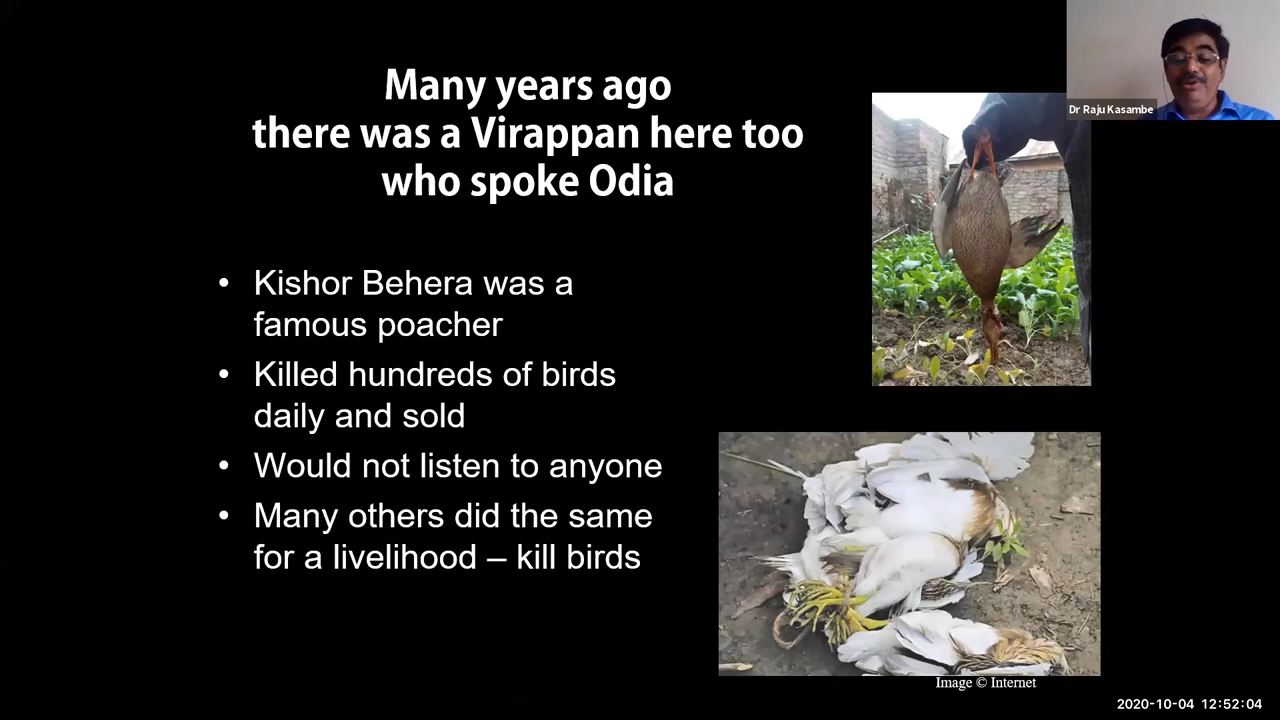 Many years ago
there was a Virappan here too
who spoke Odia
Dr Raju Kasambe
• Kishor Behera was a
famous poacher
• Killed hundreds of birds
daily and sold
• Would not listen to anyone
• Many others did the same
for a livelihood – kill birds
Image © Internet
2020-10-04 12:52:04